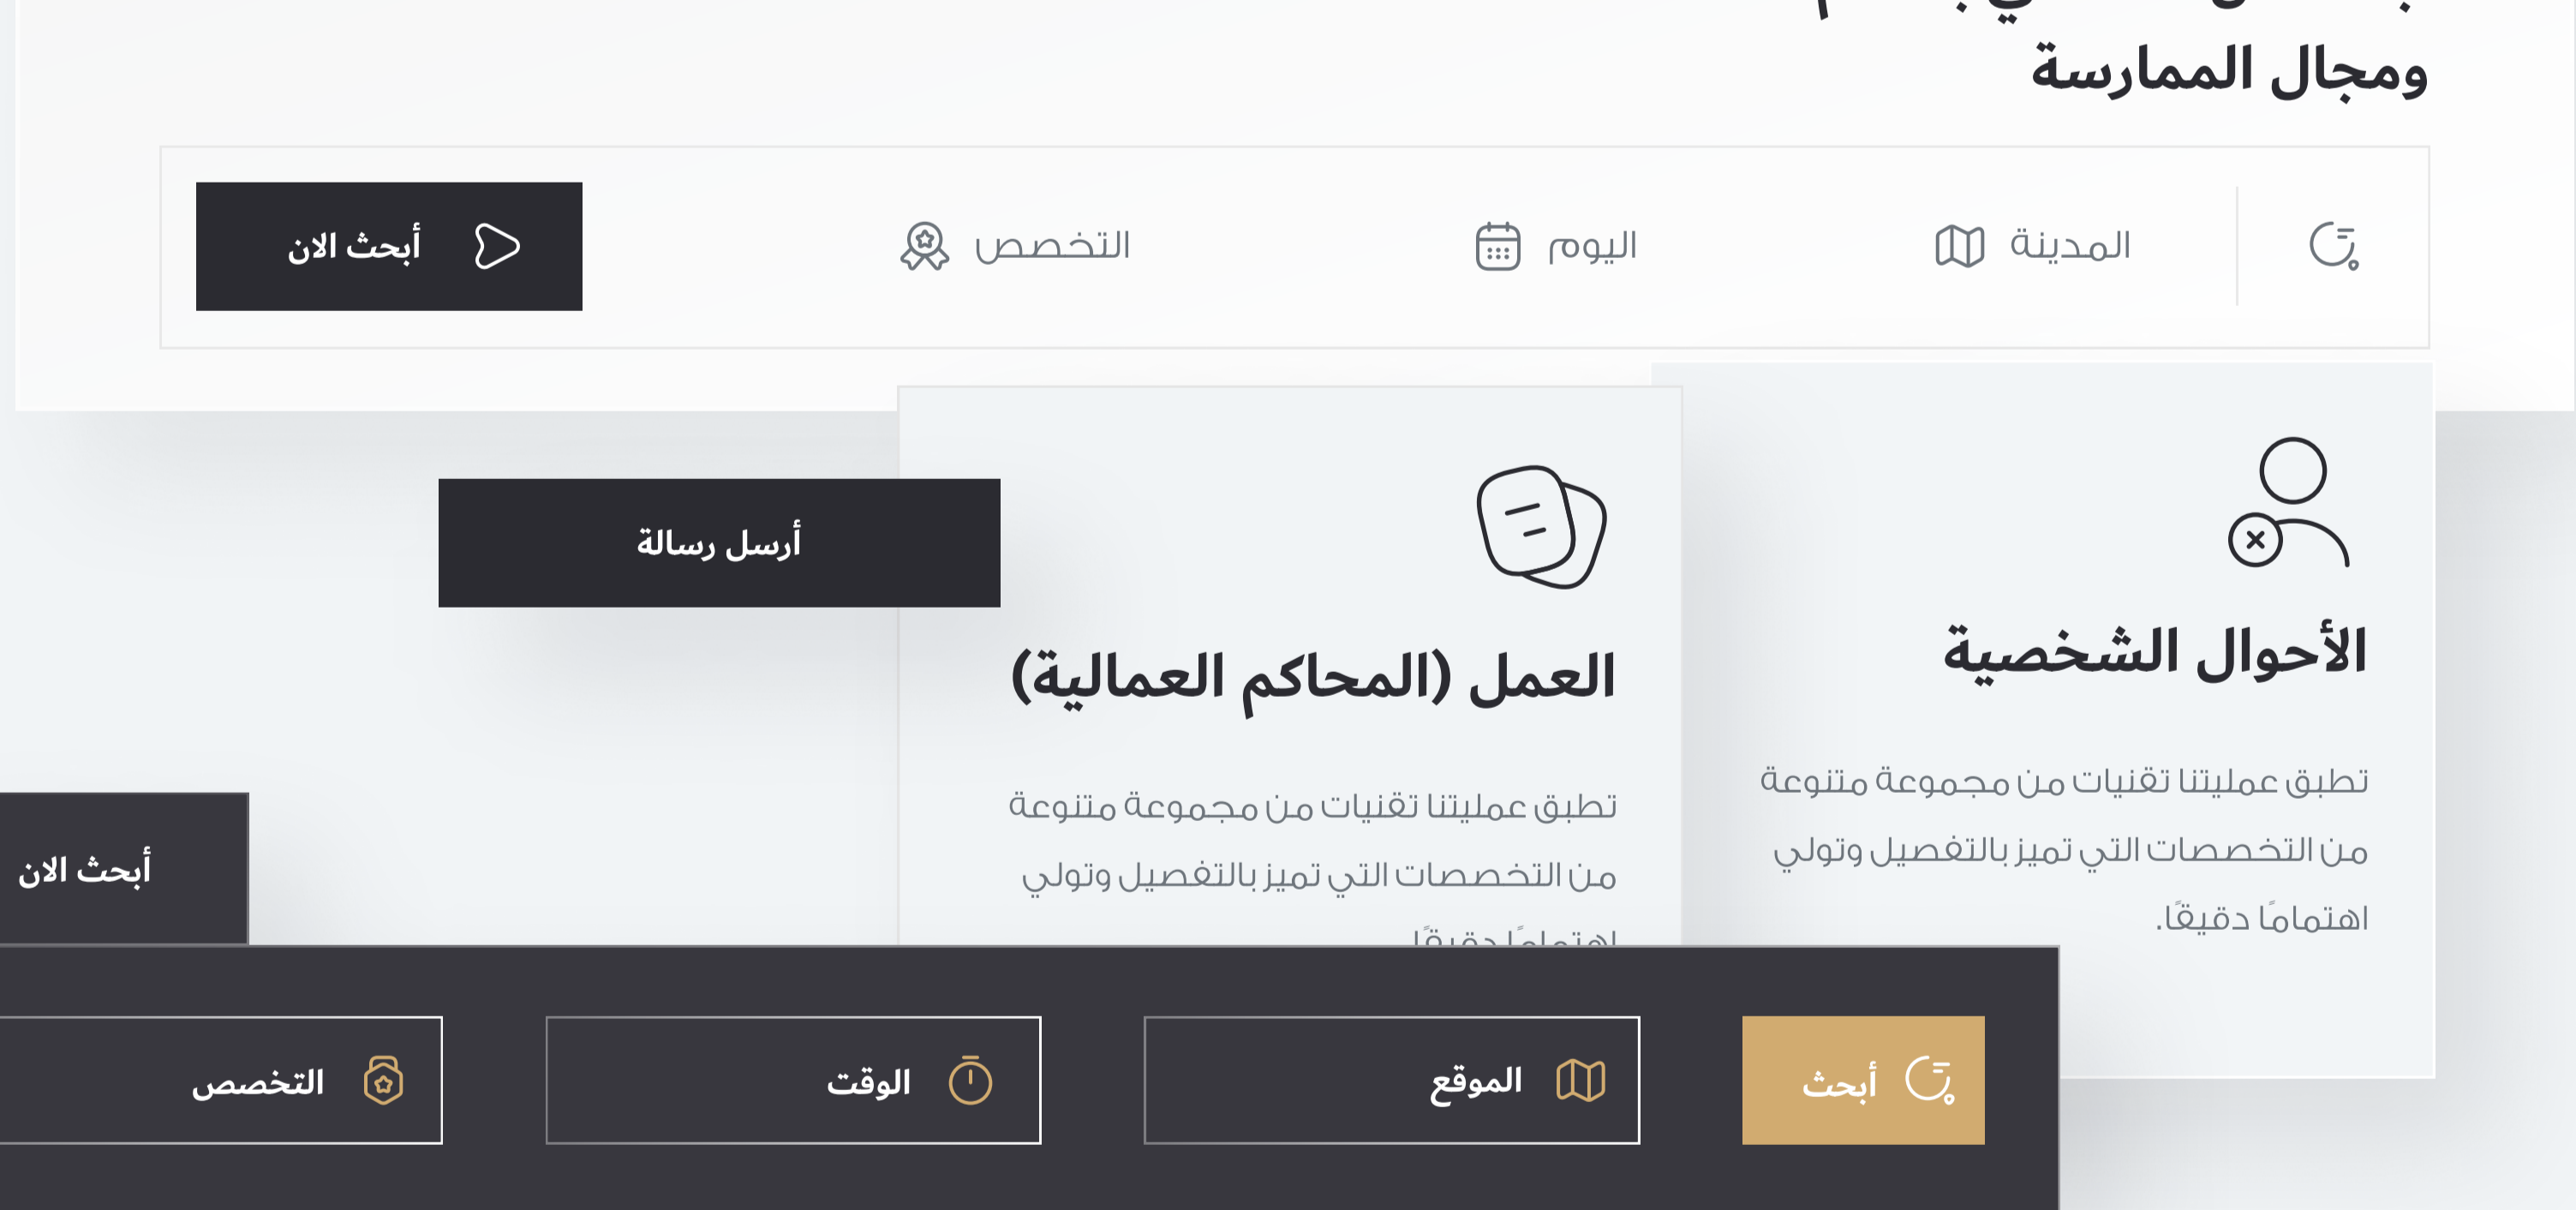 ومجال الممارسة
المدينة
اليوم
التخصص
أبحث الان
الأحوال الشخصية
تطبق عمليتنا تقنيات من مجموعة متنوعة
من التخصصات التي تميز بالتفصيل وتولي
اهتمامًا دقيقًا.
العمل (المحاكم العمالية)
تطبق عمليتنا تقنيات من مجموعة متنوعة
من التخصصات التي تميز بالتفصيل وتولي
أرسل رسالة
أبحث الان
أبحث
الموقع
الوقت
التخصص